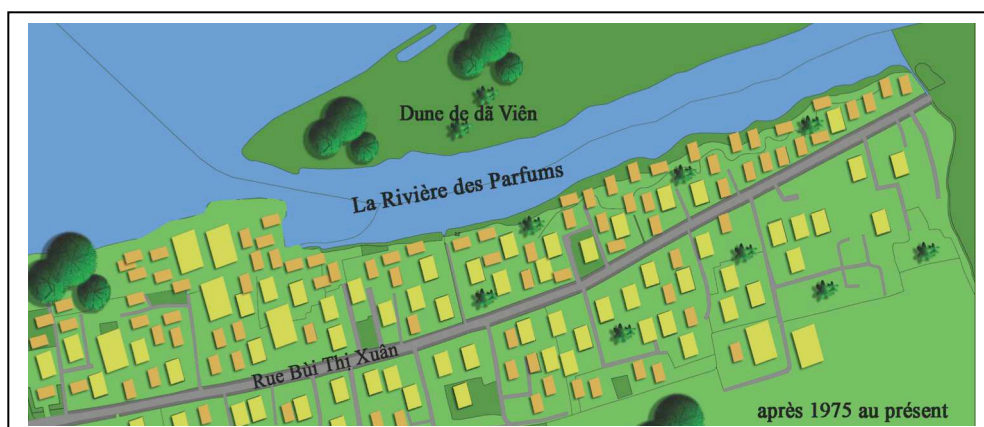 Dune de dã Viên
La Rivière des Parfums
Rue Bùi Thị Xuân
après 1975 au présent